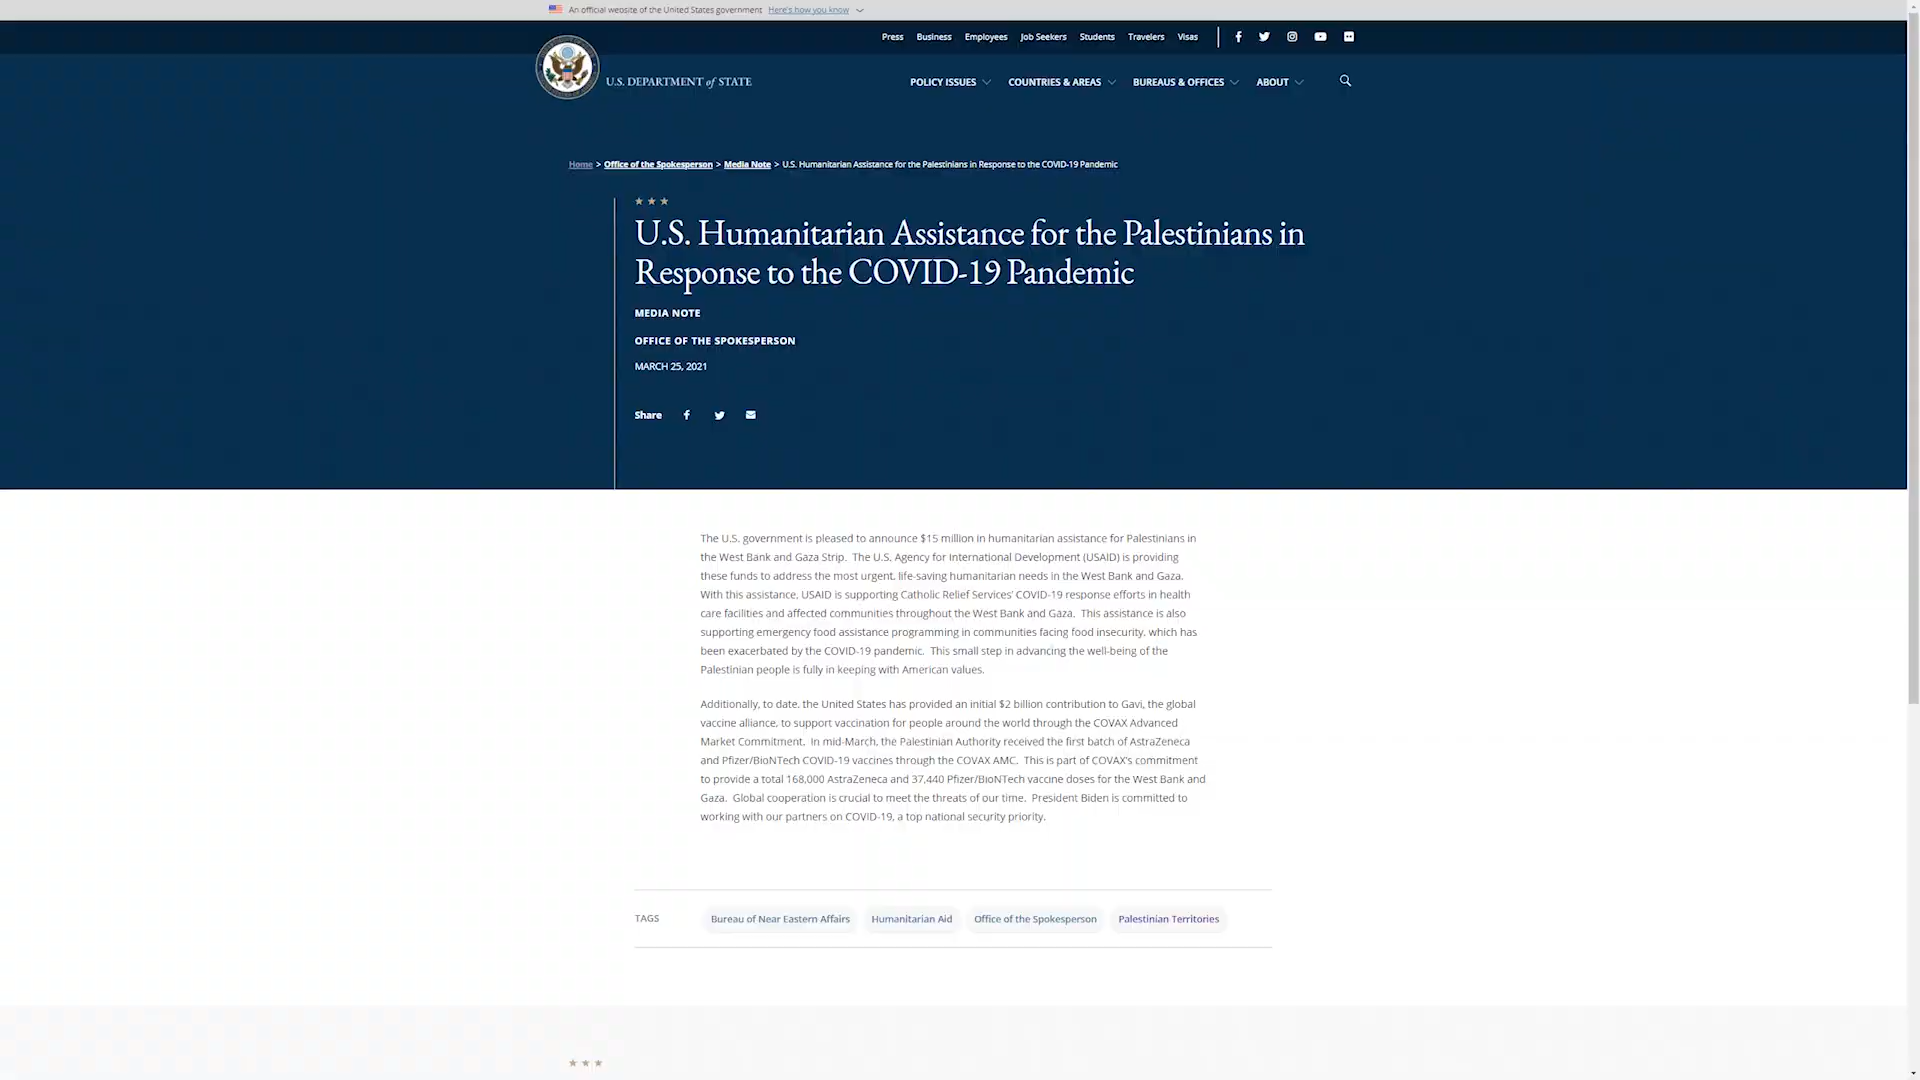 An official website of the United States government Here's how you know
Press Business Employees Job Seekers Students Travelers Visas
U.S. DEPARTMENT of STATE
POLICY ISSUES COUNTRIES & AREAS BUREAUS & OFFICES ABOUT
Home > Office of the Spokesperson > Media Note > U.S. Humanitarian Assistance for the Palestinians in Response to the COVID-19 Pandemic
U.S. Humanitarian Assistance for the Palestinians in
Response to the COVID-19 Pandemic
MEDIA NOTE
OFFICE OF THE SPOKESPERSON
MARCH 25, 2021
Share
The U.S. government is pleased to announce $15 million in humanitarian assistance for Palestinians in
the West Bank and Gaza Strip. The U.S. Agency for International Development (USAID) is providing
these funds to address the most urgent, life-saving humanitarian needs in the West Bank and Gaza.
With this assistance, USAID is supporting Catholic Relief Services' COVID-19 response efforts in health
care facilities and affected communities throughout the West Bank and Gaza. This assistance is also
supporting emergency food assistance programming in communities facing food insecurity, which has
been exacerbated by the COVID-19 pandemic. This small step in advancing the well-being of the
Palestinian people is fully in keeping with American values.
Additionally, to date, the United States has provided an initial $2 billion contribution to Gavi, the global
vaccine alliance, to support vaccination for people around the world through the COVAX Advanced
Market Commitment. In mid-March, the Palestinian Authority received the first batch of AstraZeneca
and Pfizer/BioNTech COVID-19 vaccines through the COVAX AMC. This is part of COVAX's commitment
to provide a total 168,000 AstraZeneca and 37,440 Pfizer/BioNTech vaccine doses for the West Bank and
Gaza. Global cooperation is crucial to meet the threats of our time. President Biden is committed to
working with our partners on COVID-19, a top national security priority.
TAGS Bureau of Near Eastern Affairs Humanitarian Aid Office of the Spokesperson Palestinian Territories